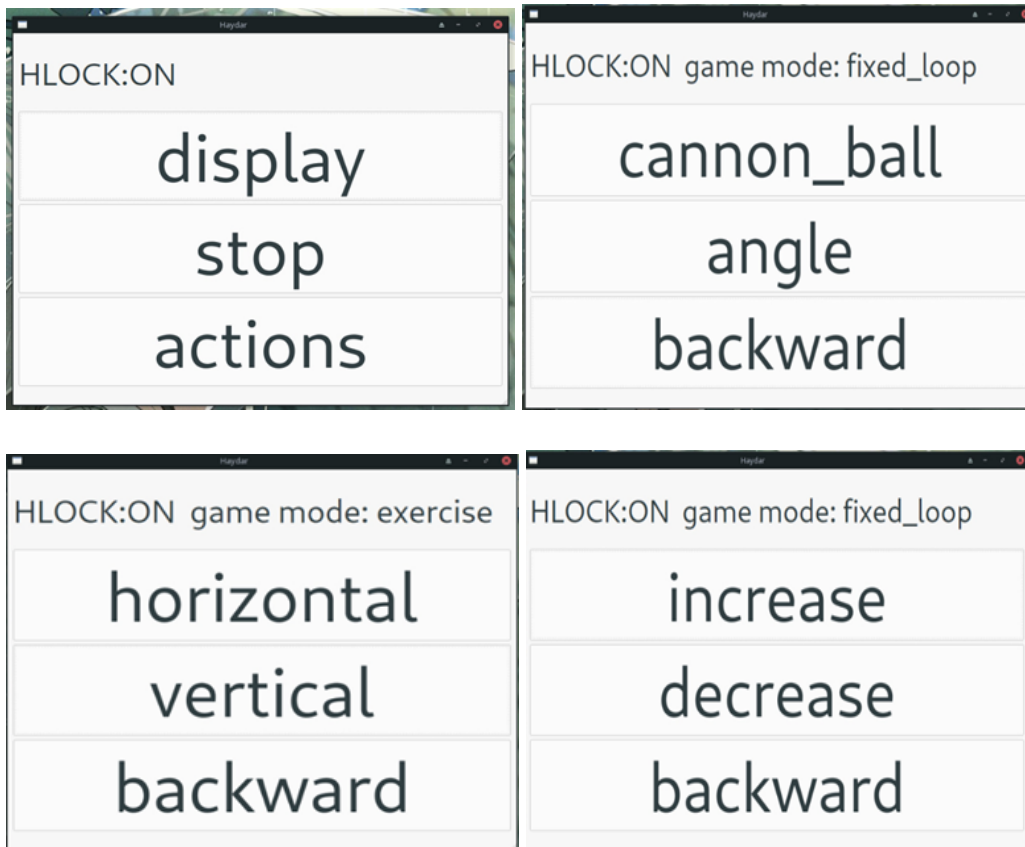 Haydar
HLOCK:ON
display
stop
actions
Haydar
HLOCK:ON game mode: fixed_loop
cannon_ball
angle
backward
Haydar
HLOCK:ON game mode: exercise
horizontal
vertical
backward
Haydar
HLOCK:ON game mode: fixed_loop
increase
decrease
backward